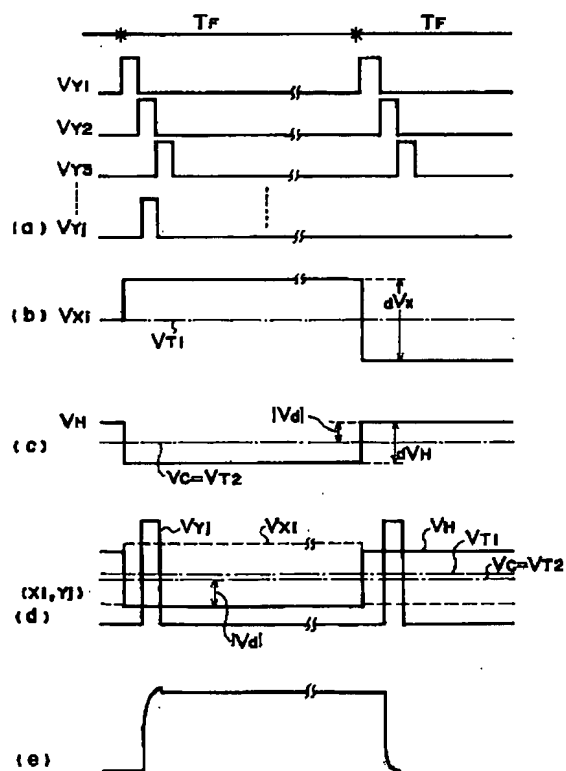 TF TF
VY1
VY2
VY3
(a) VYj
dVX
(b) VXi
VT1
VH |Vd|
(c) dVH
VC=VT2
VYj VXi VH
VT1
VC=VT2
(Xi,Yj)
(d) |Vd|
(e)